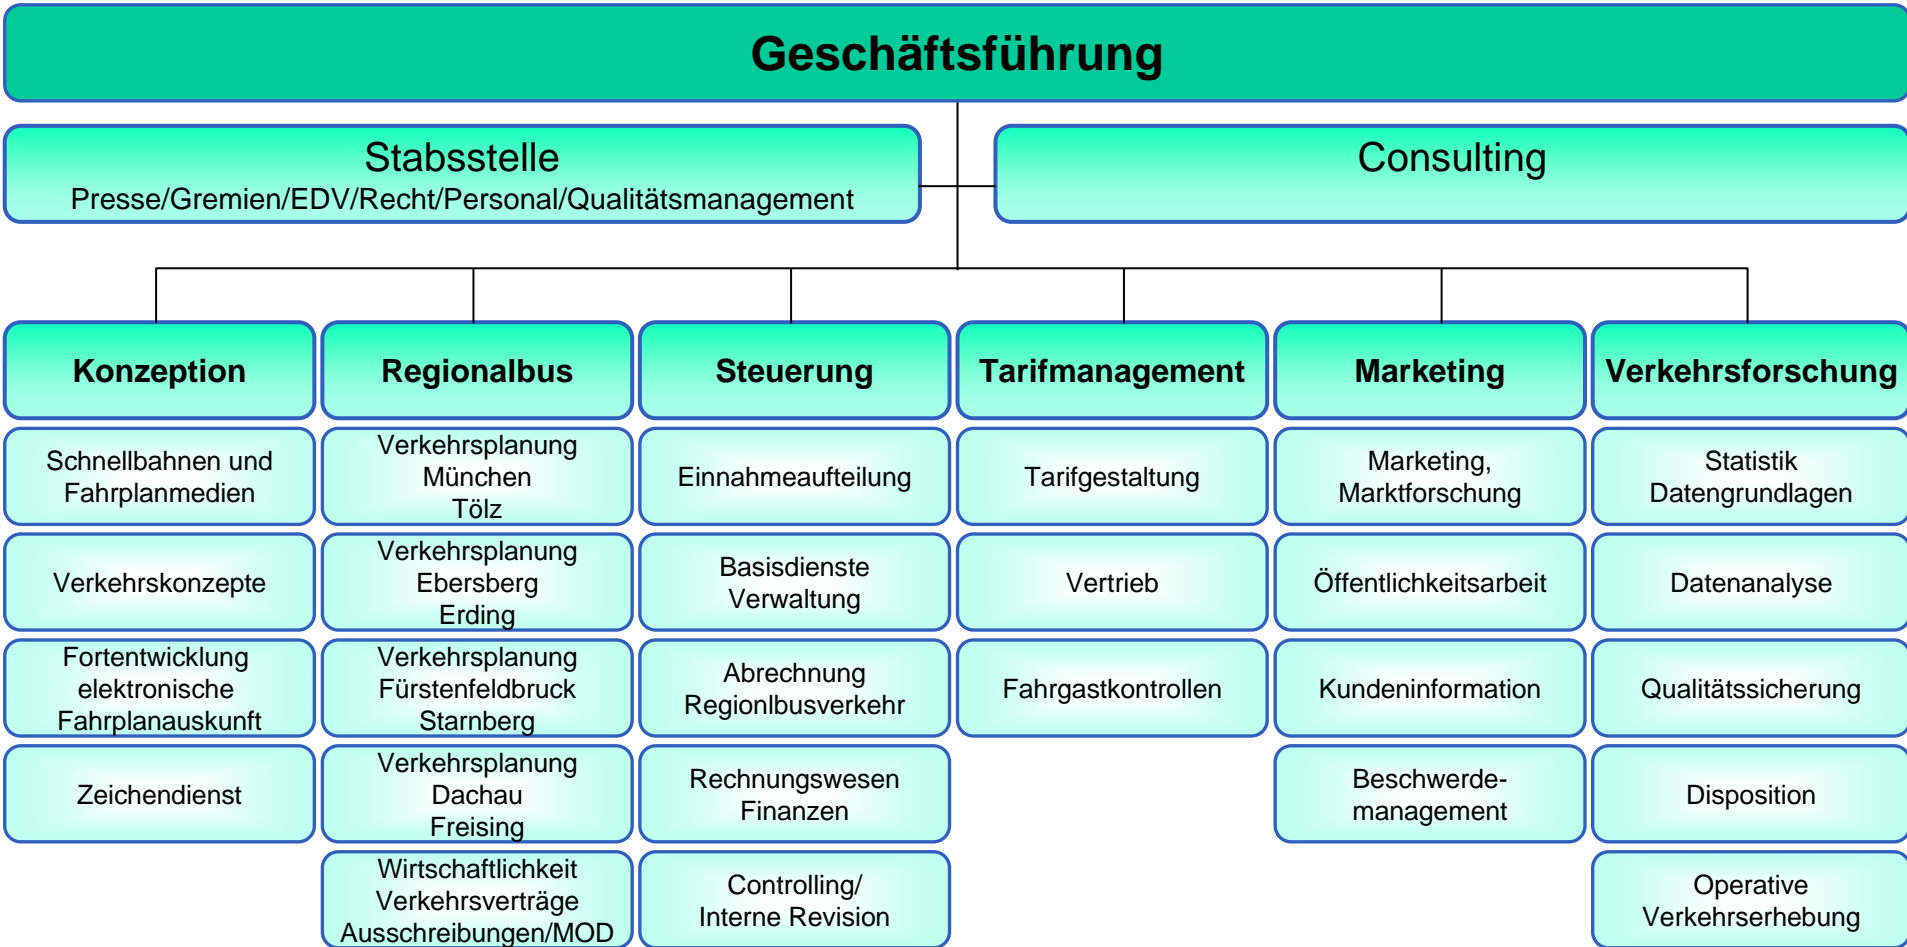 Geschäftsführung
Stabsstelle
Presse/Gremien/EDV/Recht/Personal/Qualitätsmanagement
Consulting
Konzeption
Regionalbus
Steuerung
Tarifmanagement
Marketing
Verkehrsforschung
Schnellbahnen und
Fahrplanmedien
Verkehrsplanung
München
Tölz
Einnahmeaufteilung
Tarifgestaltung
Marketing,
Marktforschung
Statistik
Datengrundlagen
Verkehrskonzepte
Verkehrsplanung
Ebersberg
Erding
Basisdienste
Verwaltung
Vertrieb
Öffentlichkeitsarbeit
Datenanalyse
Fortentwicklung
elektronische
Fahrplanauskunft
Verkehrsplanung
Fürstenfeldbruck
Starnberg
Abrechnung
Regionlbusverkehr
Fahrgastkontrollen
Kundeninformation
Qualitätssicherung
Zeichendienst
Verkehrsplanung
Dachau
Freising
Rechnungswesen
Finanzen
Beschwerde-
management
Disposition
Wirtschaftlichkeit
Verkehrsverträge
Ausschreibungen/MOD
Controlling/
Interne Revision
Operative
Verkehrserhebung